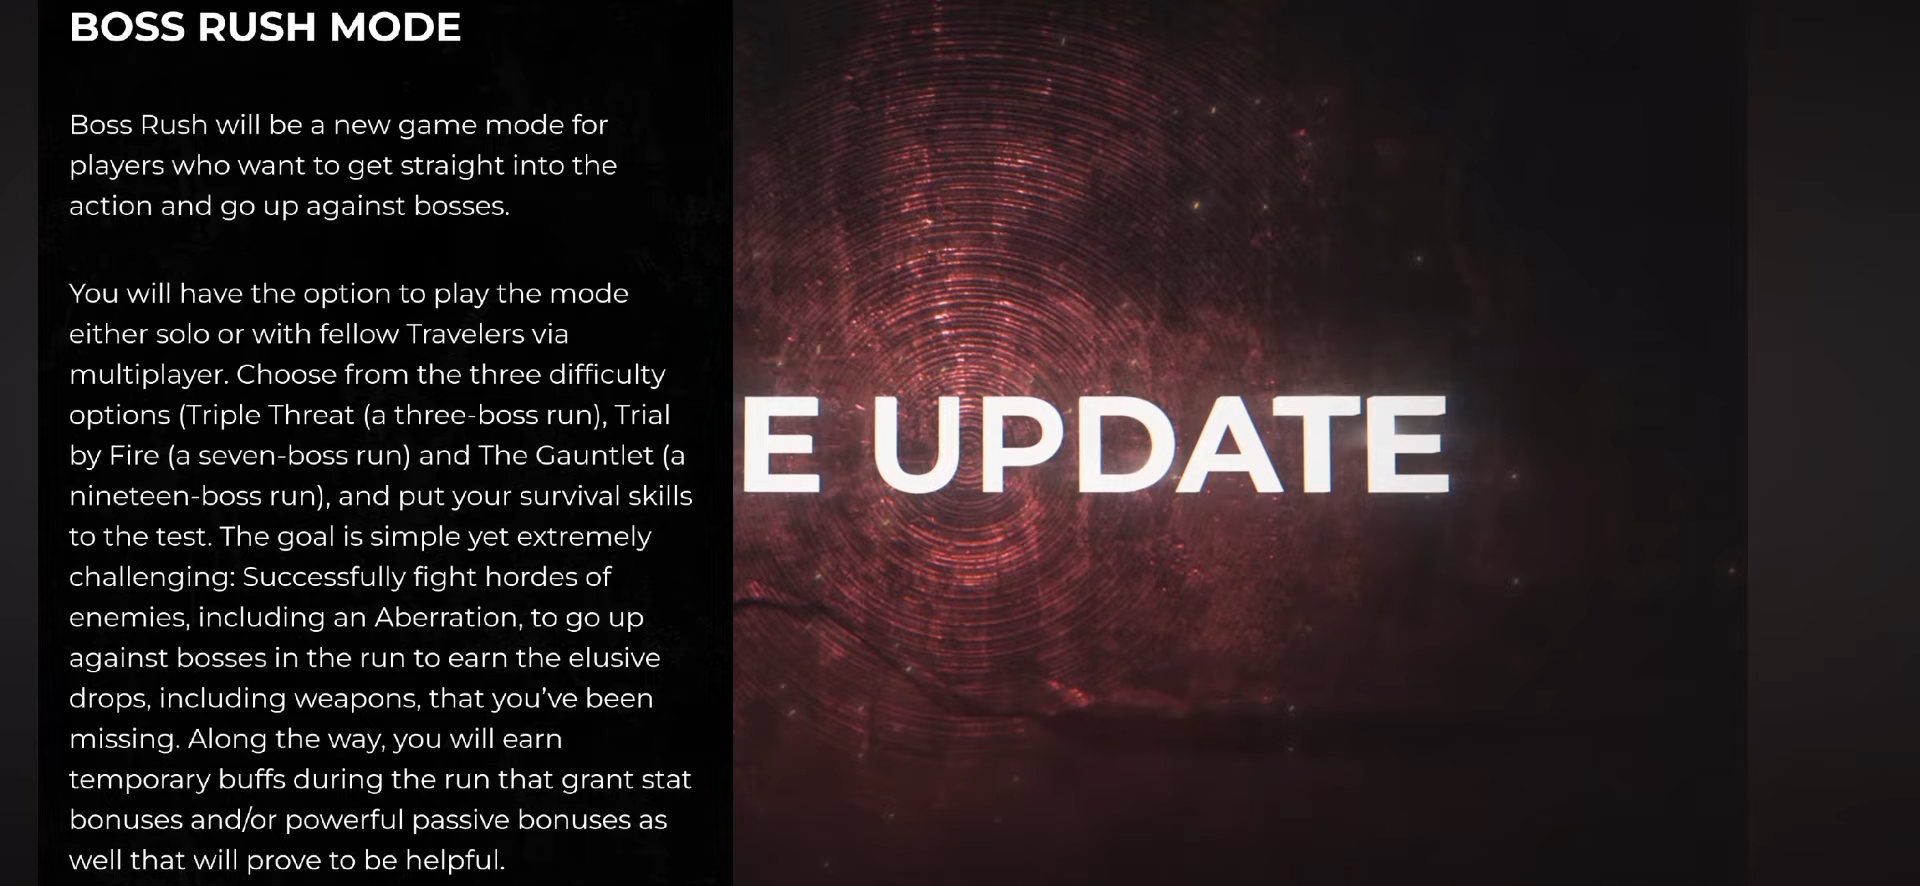 BOSS RUSH MODE
Boss Rush will be a new game mode for
players who want to get straight into the
action and go up against bosses.
You will have the option to play the mode
either solo or with fellow Travelers via
multiplayer. Choose from the three difficulty
options (Triple Threat (a three-boss run), Trial
by Fire (a seven-boss run) and The Gauntlet (a
nineteen-boss run), and put your survival skills
to the test. The goal is simple yet extremely
challenging: Successfully fight hordes of
enemies, including an Aberration, to go up
against bosses in the run to earn the elusive
drops, including weapons, that you’ve been
missing. Along the way, you will earn
temporary buffs during the run that grant stat
bonuses and/or powerful passive bonuses as
well that will prove to be helpful.
E UPDATE